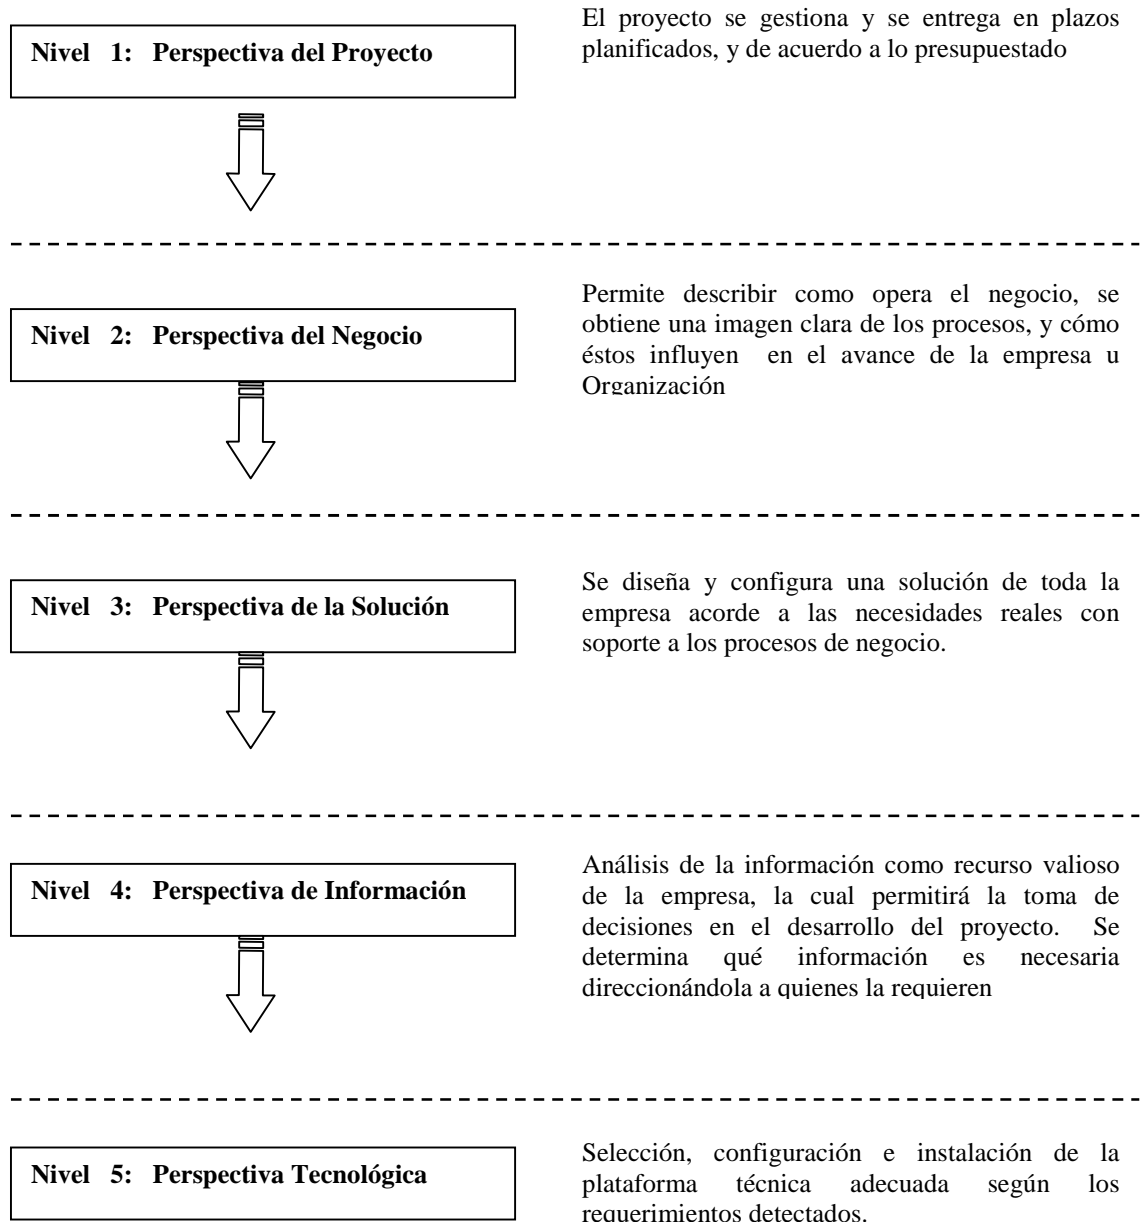 El proyecto se gestiona y se entrega en plazos
planificados, y de acuerdo a lo presupuestado
Nivel 1: Perspectiva del Proyecto
Permite describir como opera el negocio, se
obtiene una imagen clara de los procesos, y cómo
éstos influyen en el avance de la empresa u
Organización
Nivel 2: Perspectiva del Negocio
Se diseña y configura una solución de toda la
empresa acorde a las necesidades reales con
soporte a los procesos de negocio.
Nivel 3: Perspectiva de la Solución
Análisis de la información como recurso valioso
de la empresa, la cual permitirá la toma de
decisiones en el desarrollo del proyecto. Se
determina qué información es necesaria
direccionándola a quienes la requieren
Nivel 4: Perspectiva de Información
Selección, configuración e instalación de la
plataforma técnica adecuada según los
requerimientos detectados.
Nivel 5: Perspectiva Tecnológica